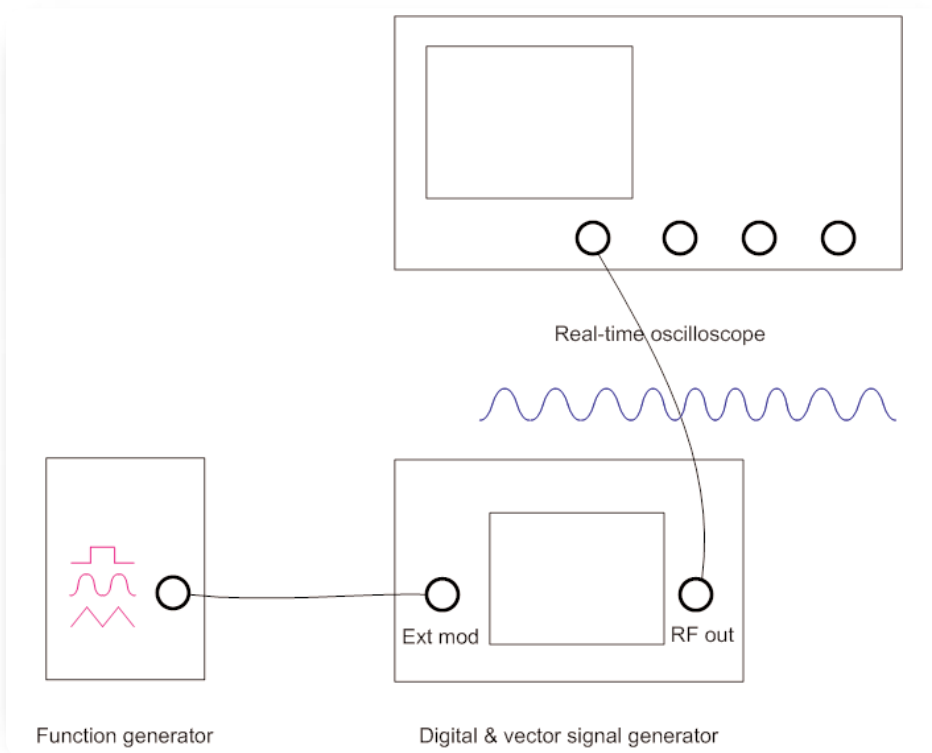 Real-time oscilloscope
Ext mod
RF out
Function generator
Digital & vector signal generator